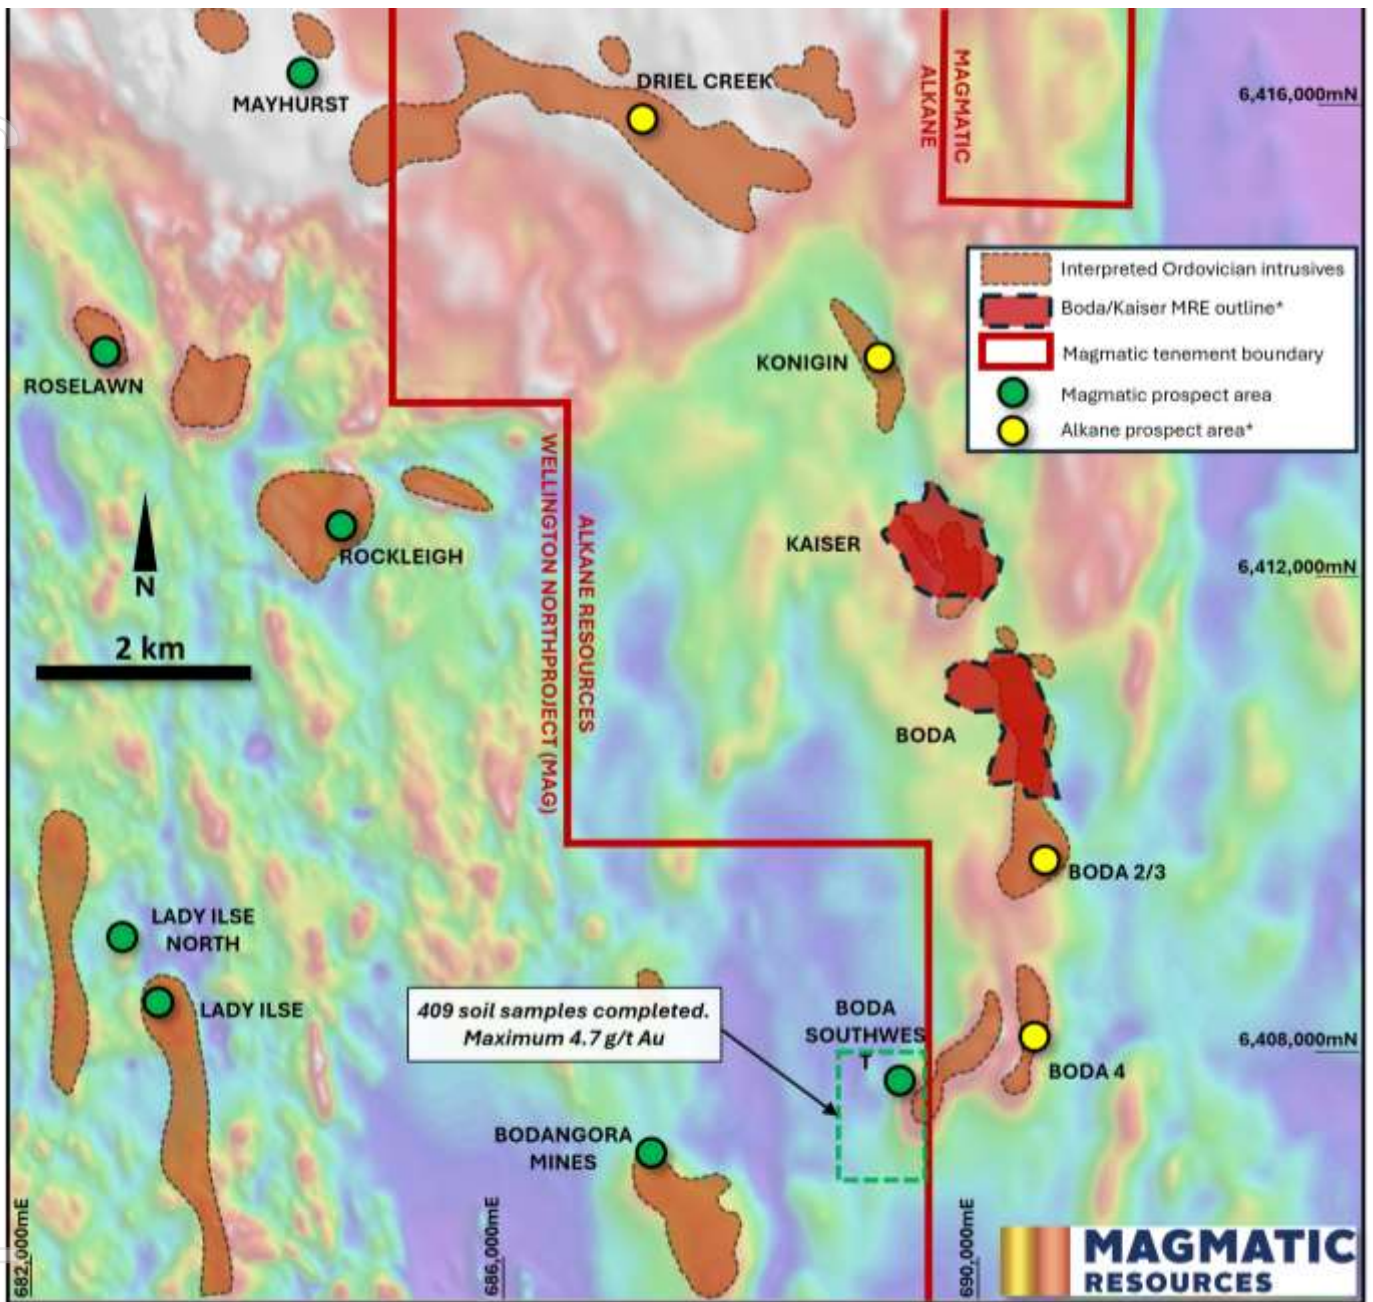 MAYHURST
DRIEL CREEK
MAGMATIC
ALKANE
6,416,000mN
Interpreted Ordovician intrusives
Boda/Kaiser MRE outline*
Magmatic tenement boundary
Magmatic prospect area
Alkane prospect area*
ROSELAWN
KONIGIN
ROCKLEIGH
WELLINGTON NORTHPROJECT (MAG)
ALKANE RESOURCES
KAISER
6,412,000mN
N
2 km
BODA
BODA 2/3
LADY ILSE
NORTH
LADY ILSE
409 soil samples completed.
Maximum 4.7 g/t Au
BODA
SOUTHWES
T
6,408,000mN
BODA 4
BODANGORA
MINES
682,000mE
686,000mE
690,000mE
MAGMATIC
RESOURCES